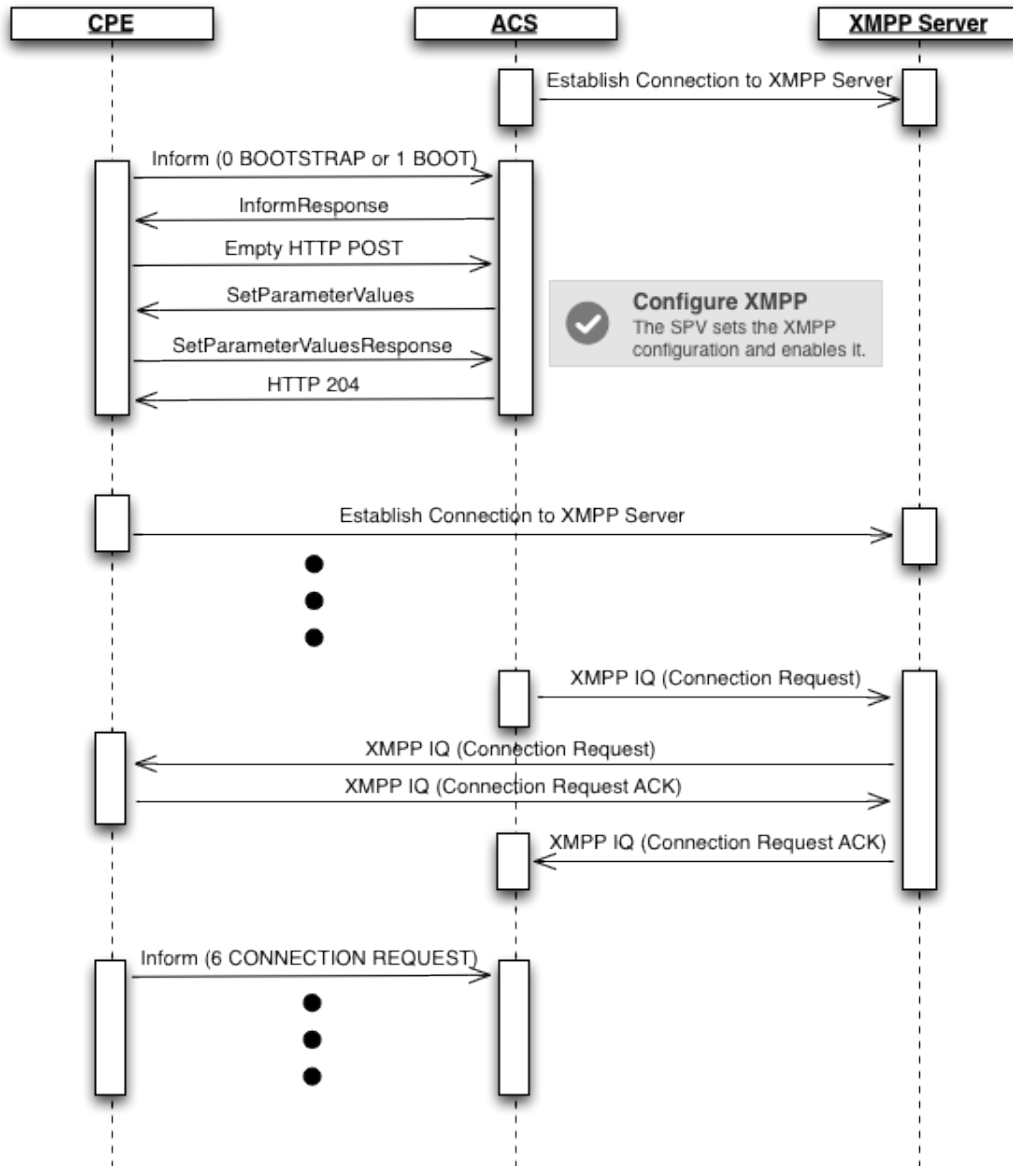 CPE
ACS
XMPP Server
Establish Connection to XMPP Server
Inform (0 BOOTSTRAP or 1 BOOT)
InformResponse
Empty HTTP POST
SetParameterValues
Configure XMPP
The SPV sets the XMPP
configuration and enables it.
SetParameterValuesResponse
HTTP 204
Establish Connection to XMPP Server
XMPP IQ (Connection Request)
XMPP IQ (Connection Request)
XMPP IQ (Connection Request ACK)
XMPP IQ (Connection Request ACK)
Inform (6 CONNECTION REQUEST)